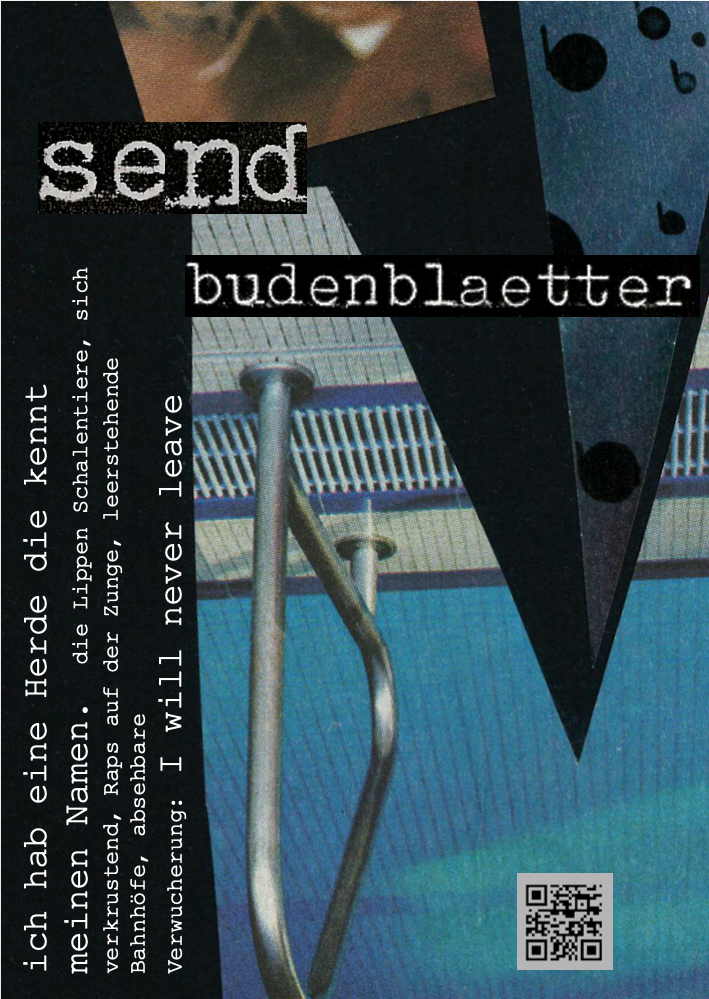 send
budenblaetter
ich hab eine Herde die kennt
meinen Namen. die Lippen Schalentiere, sich
verkrustend, Raps auf der Zunge, leerstehende
Bahnhöfe, absehbare
Verwucherung: I will never leave